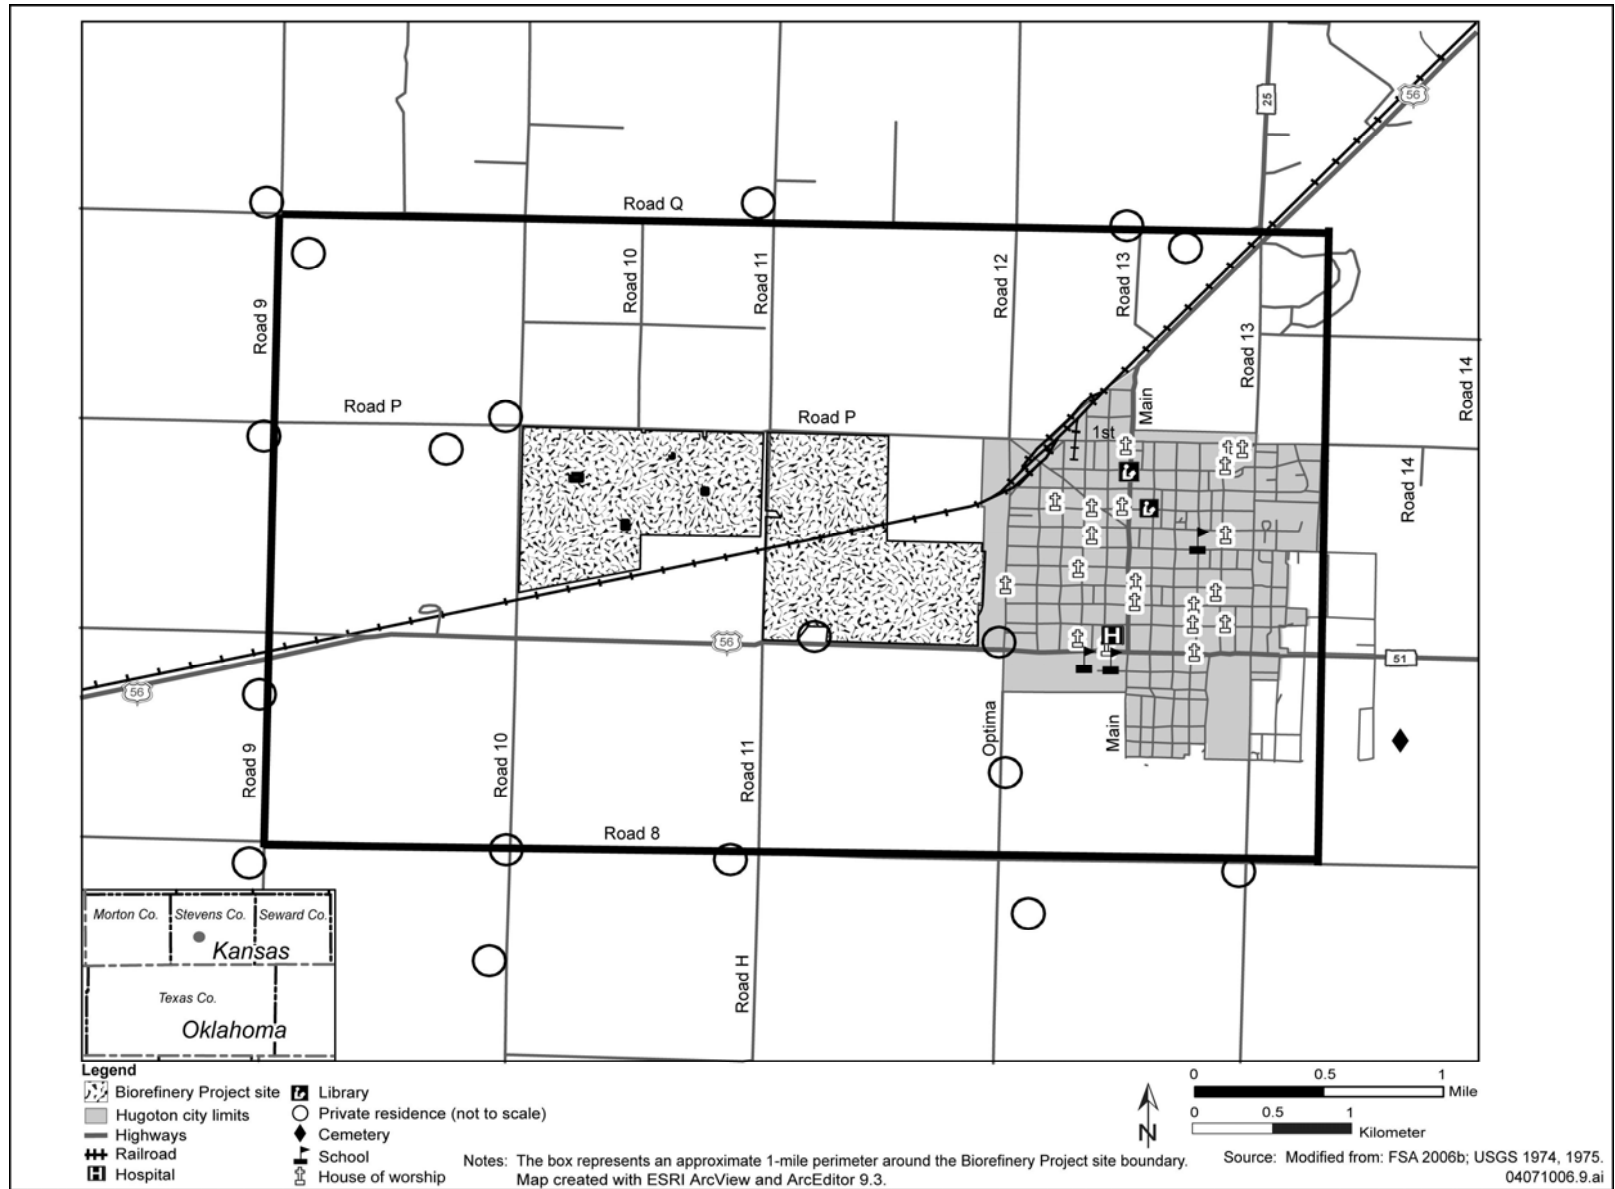 25
56
Road Q
Road 9
Road 10
Road 11
Road 12
Road 13
Road 13
Road 14
Road P
Road P
Main
1st
Road 14
56
51
56
Road 9
Road 10
Road 11
Optima
Main
Road 8
Road H
Morton Co.
Stevens Co.
Seward Co.
Kansas
Texas Co.
Oklahoma
Legend
Biorefinery Project site
Hugoton city limits
Highways
Railroad
H Hospital
Library
Private residence (not to scale)
Cemetery
School
House of worship
H
N
0 0.5 1
Mile
0 0.5 1
Kilometer
Notes: The box represents an approximate 1-mile perimeter around the Biorefinery Project site boundary.
Map created with ESRI ArcView and ArcEditor 9.3.
Source: Modified from: FSA 2006b; USGS 1974, 1975.
04071006.9.ai